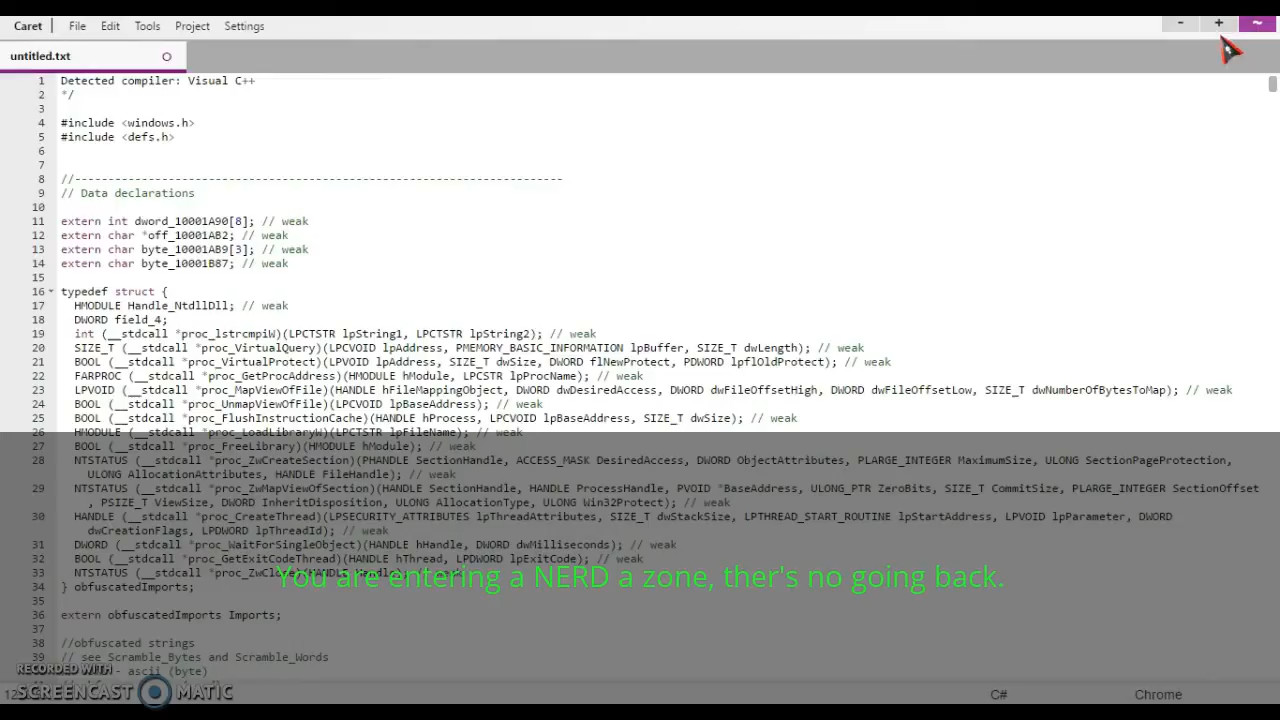 Caret File Edit Tools Project Settings - + ~
untitled.txt
1 Detected compiler: Visual C++
2 */
3
4 #include <windows.h>
5 #include <defs.h>
6
7
8 //-------------------------------------------------------------------------
9 // Data declarations
10
11 extern int dword_10001A90[8]; // weak
12 extern char *off_10001AB2; // weak
13 extern char byte_10001AB9[3]; // weak
14 extern char byte_10001B87; // weak
15
16 typedef struct {
17 HMODULE Handle_NtdllDll; // weak
18 DWORD field_4;
19 int (__stdcall *proc_lstrcmpiW)(LPCTSTR lpString1, LPCTSTR lpString2); // weak
20 SIZE_T (__stdcall *proc_VirtualQuery)(LPCVOID lpAddress, PMEMORY_BASIC_INFORMATION lpBuffer, SIZE_T dwLength); // weak
21 BOOL (__stdcall *proc_VirtualProtect)(LPVOID lpAddress, SIZE_T dwSize, DWORD flNewProtect, PDWORD lpflOldProtect); // weak
22 FARPROC (__stdcall *proc_GetProcAddress)(HMODULE hModule, LPCSTR lpProcName); // weak
23 LPVOID (__stdcall *proc_MapViewOfFile)(HANDLE hFileMappingObject, DWORD dwDesiredAccess, DWORD dwFileOffsetHigh, DWORD dwFileOffsetLow, SIZE_T dwNumberOfBytesToMap); // weak
24 BOOL (__stdcall *proc_UnmapViewOfFile)(LPCVOID lpBaseAddress); // weak
25 BOOL (__stdcall *proc_FlushInstructionCache)(HANDLE hProcess, LPCVOID lpBaseAddress, SIZE_T dwSize); // weak
26 HMODULE (__stdcall *proc_LoadLibraryW)(LPCTSTR lpFileName); // weak
27 BOOL (__stdcall *proc_FreeLibrary)(HMODULE hModule); // weak
28 NTSTATUS (__stdcall *proc_ZwCreateSection)(PHANDLE SectionHandle, ACCESS_MASK DesiredAccess, DWORD ObjectAttributes, PLARGE_INTEGER MaximumSize, ULONG SectionPageProtection,
ULONG AllocationAttributes, HANDLE FileHandle); // weak
29 NTSTATUS (__stdcall *proc_ZwMapViewOfSection)(HANDLE SectionHandle, HANDLE ProcessHandle, PVOID *BaseAddress, ULONG_PTR ZeroBits, SIZE_T CommitSize, PLARGE_INTEGER SectionOffset
, PSIZE_T ViewSize, DWORD InheritDisposition, ULONG AllocationType, ULONG Win32Protect); // weak
30 HANDLE (__stdcall *proc_CreateThread)(LPSECURITY_ATTRIBUTES lpThreadAttributes, SIZE_T dwStackSize, LPTHREAD_START_ROUTINE lpStartAddress, LPVOID lpParameter, DWORD
dwCreationFlags, LPDWORD lpThreadId); // weak
31 DWORD (__stdcall *proc_WaitForSingleObject)(HANDLE hHandle, DWORD dwMilliseconds); // weak
32 BOOL (__stdcall *proc_GetExitCodeThread)(HANDLE hThread, LPDWORD lpExitCode); // weak
33 NTSTATUS (__stdcall
You are entering a NERD a zone, ther's no going back.
34 } obfuscatedImports;
35
36 extern obfuscatedImports Imports;
37
38 //obfuscated strings
39 // see Scramble_Bytes and Scramble_Words
- ascii (byte)
RECORDED WITH
SCREENCAST MATIC
C# Chrome